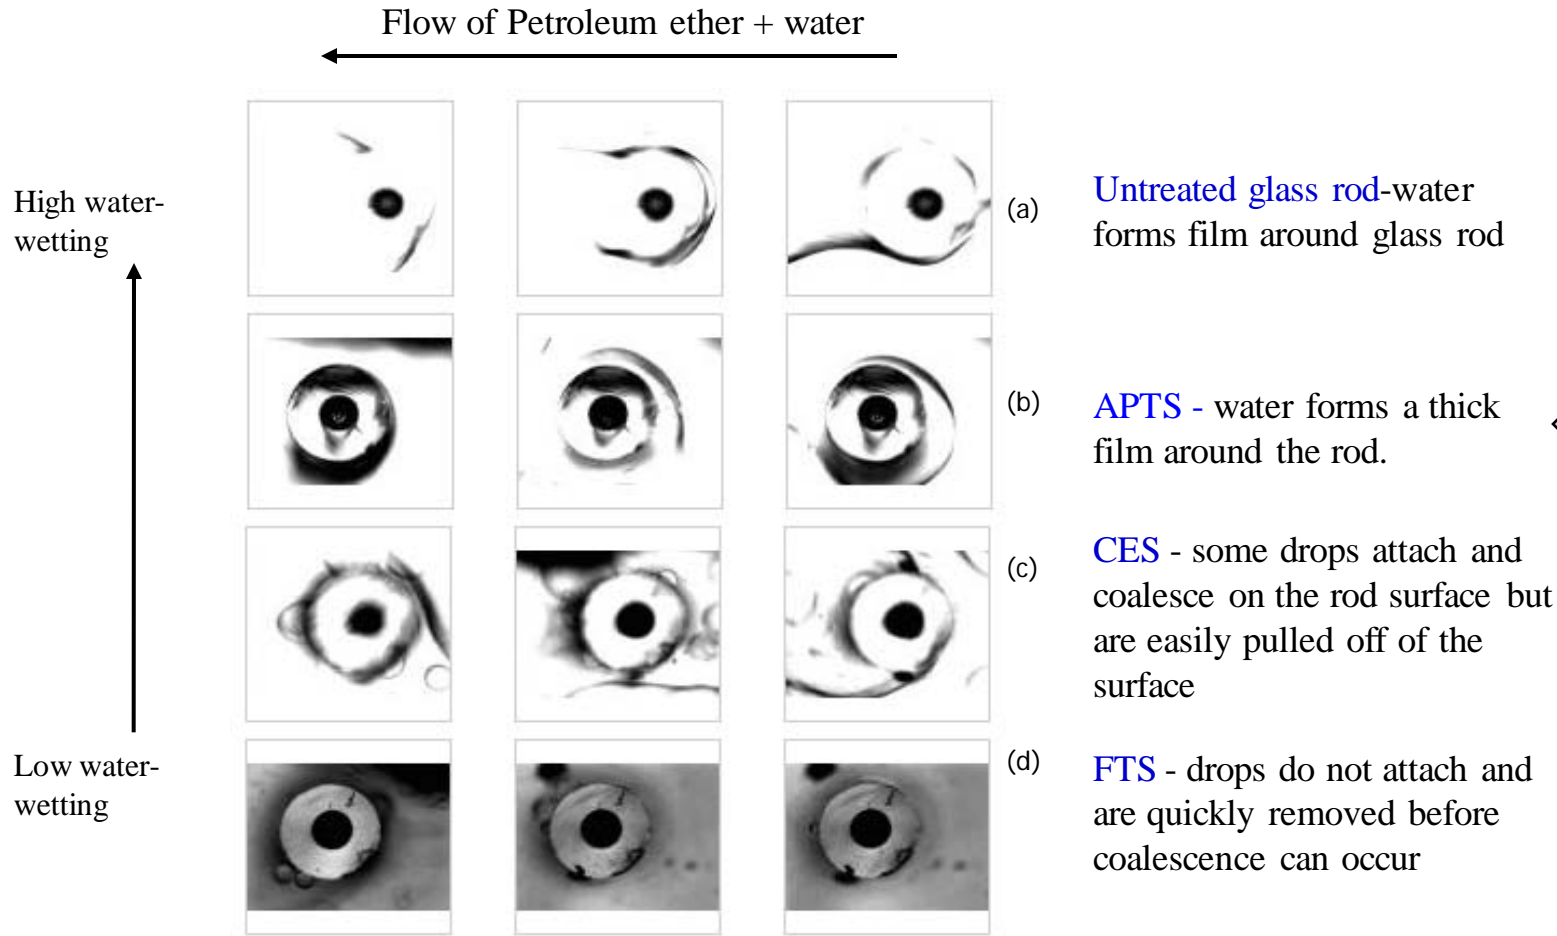 Flow of Petroleum ether + water
High water-
wetting
(a)
Untreated glass rod-water
forms film around glass rod
(b)
APTS - water forms a thick
film around the rod.
(c)
CES - some drops attach and
coalesce on the rod surface but
are easily pulled off of the
surface
Low water-
wetting
(d)
FTS - drops do not attach and
are quickly removed before
coalescence can occur